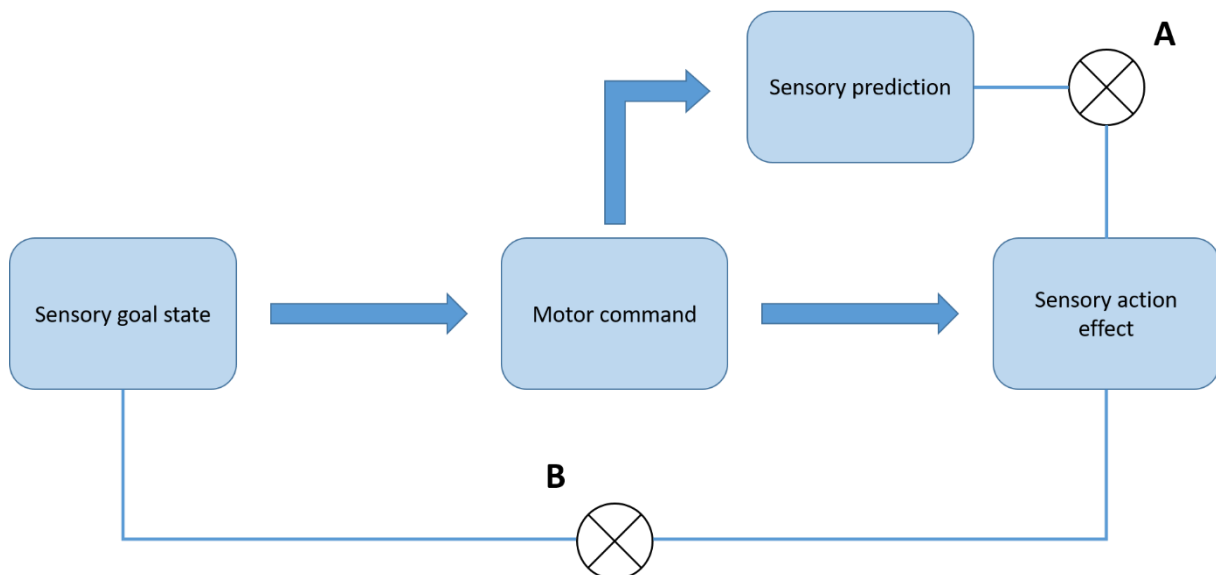 A
Sensory prediction
Sensory goal state
Motor command
Sensory action
effect
B